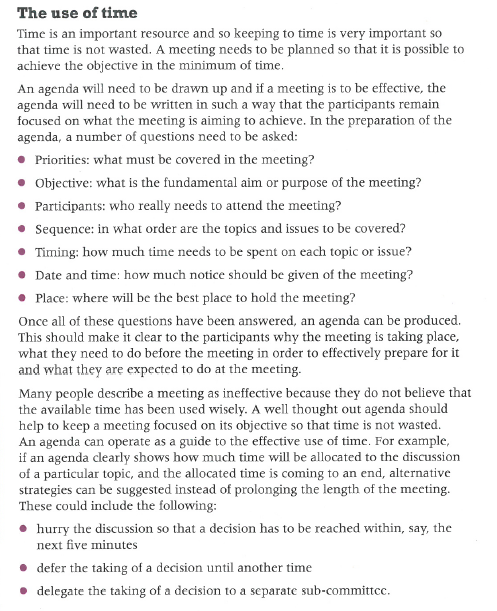 The use of time
Time is an important resource and so keeping to time is very important so
that time is not wasted. A meeting needs to be planned so that it is possible to
achieve the objective in the minimum of time.
An agenda will need to be drawn up and if a meeting is to be effective, the
agenda will need to be written in such a way that the participants remain
focused on what the meeting is aiming to achieve. In the preparation of the
agenda, a number of questions need to be asked:
● Priorities: what must be covered in the meeting?
● Objective: what is the fundamental aim or purpose of the meeting?
● Participants: who really needs to attend the meeting?
● Sequence: in what order are the topics and issues to be covered?
● Timing: how much time needs to be spent on each topic or issue?
● Date and time: how much notice should be given of the meeting?
● Place: where will be the best place to hold the meeting?
Once all of these questions have been answered, an agenda can be produced.
This should make it clear to the participants why the meeting is taking place,
what they need to do before the meeting in order to effectively prepare for it
and what they are expected to do at the meeting.
Many people describe a meeting as ineffective because they do not believe that
the available time has been used wisely. A well thought out agenda should
help to keep a meeting focused on its objective so that time is not wasted.
An agenda can operate as a guide to the effective use of time. For example,
if an agenda clearly shows how much time will be allocated to the discussion
of a particular topic, and the allocated time is coming to an end, alternative
strategies can be suggested instead of prolonging the length of the meeting.
These could include the following:
● hurry the discussion so that a decision has to be reached within, say, the
next five minutes
● defer the taking of a decision until another time
● delegate the taking of a decision to a separate sub-committee.